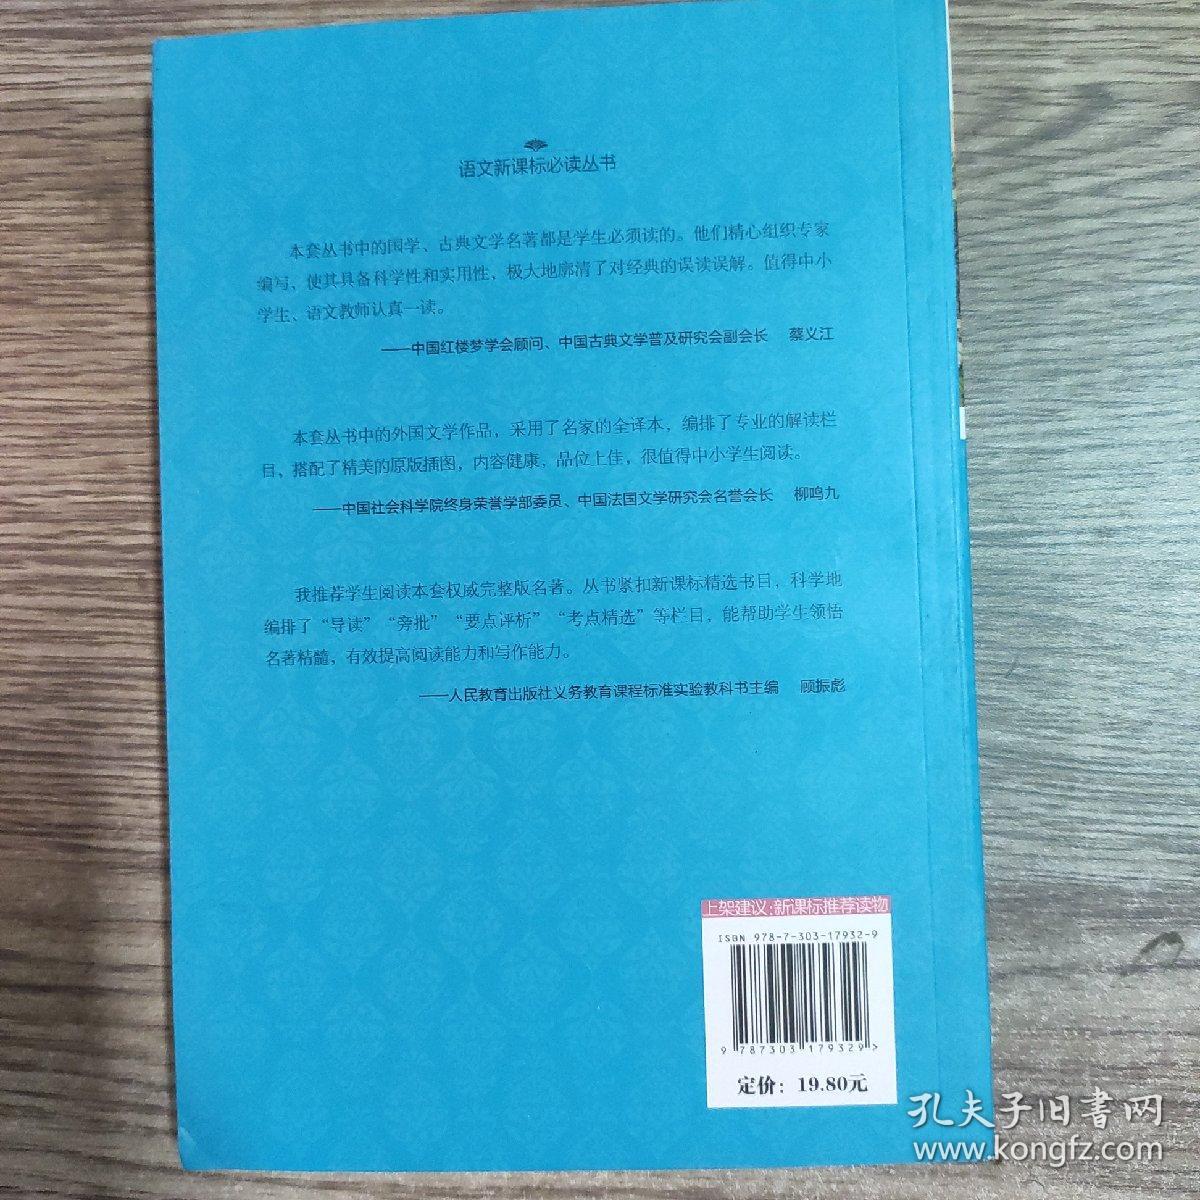 语文新课标必读丛书
本套丛书中的国学、古典文学名著都是学生必须读的。他们精心组织专家
编写，使其具备科学性和实用性，极大地廓清了对经典的误读误解。值得中小
学生、语文教师认真一读。
——中国红楼梦学会顾问、中国古典文学普及研究会副会长 蔡义江
本套丛书中的外国文学作品，采用了名家的全译本，编排了专业的解读栏
目，搭配了精美的原版插图，内容健康，品位上佳，很值得中小学生阅读。
——中国社会科学院终身荣誉学部委员、中国法国文学研究会名誉会长 柳鸣九
我推荐学生阅读本套权威完整版名著。丛书紧扣新课标精选书目，科学地
编排了“导读”“旁批”“要点评析”“考点精选”等栏目，能帮助学生领悟
名著精髓，有效提高阅读能力和写作能力。
——人民教育出版社义务教育课程标准实验教科书主编 顾振彪
上架建议：新课标推荐读物
ISBN 978-7-303-17932-9
9 787303 179329>
定价：19.80元
孔夫子旧书网
www.kongfz.com